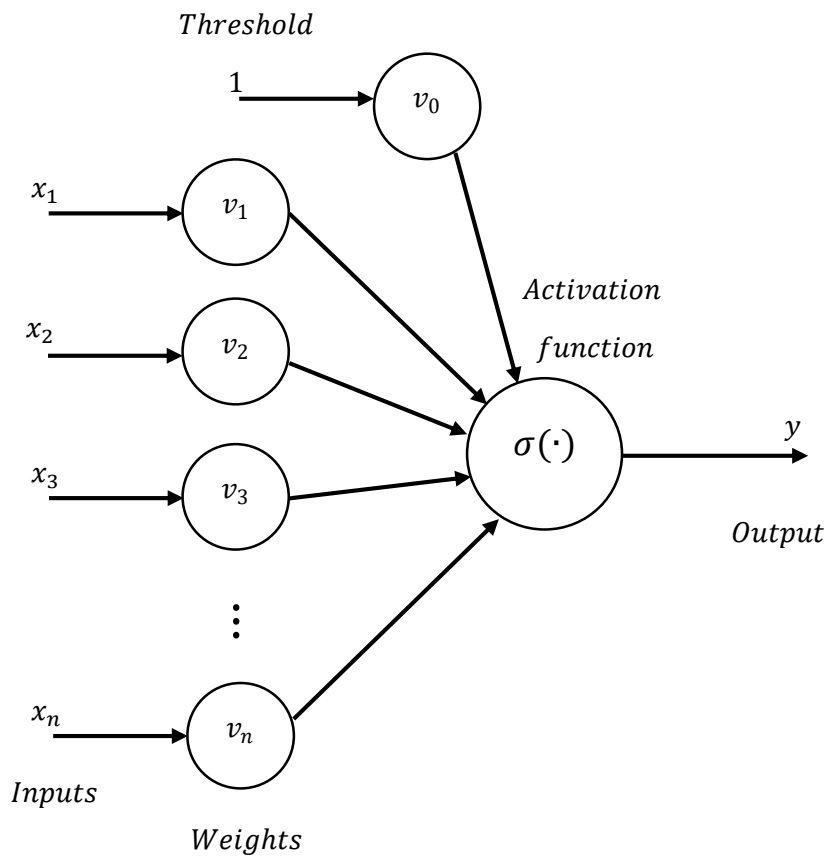 Threshold
1
v₀
x₁
v₁
Activation
function
x₂
v₂
σ(·)
y
x₃
v₃
Output
⋮
xₙ
vₙ
Inputs
Weights